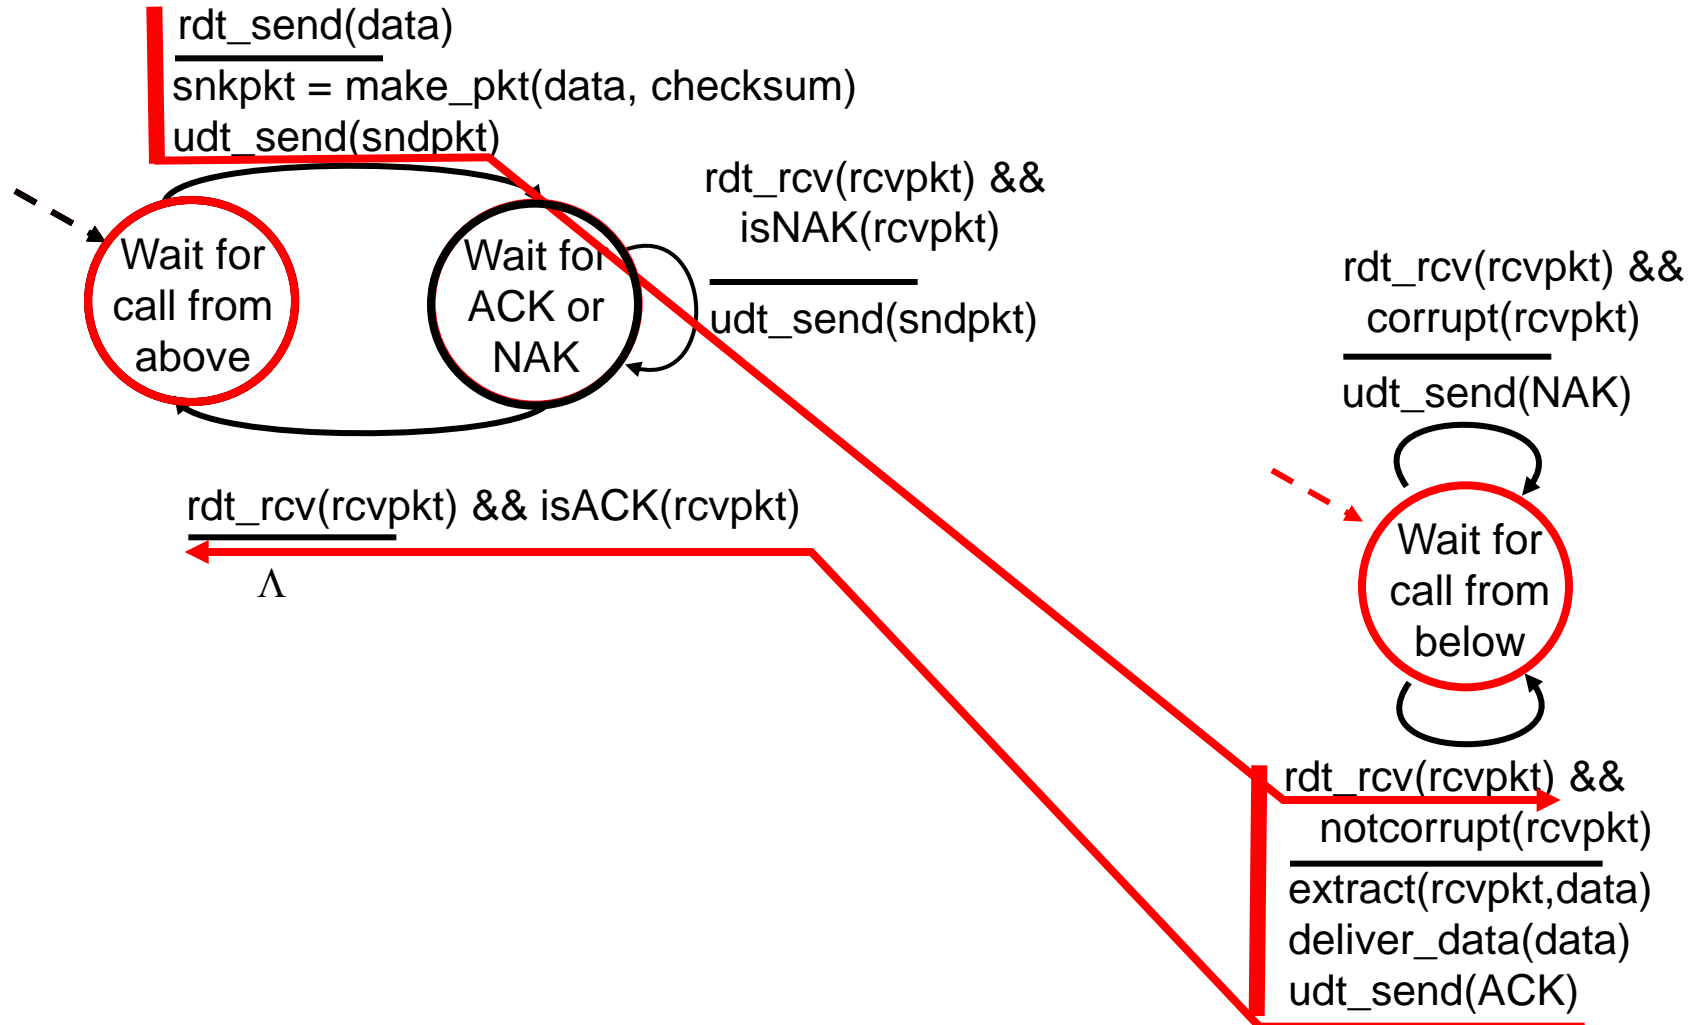 rdt_send(data)
snkpkt = make_pkt(data, checksum)
udt_send(sndpkt)
rdt_rcv(rcvpkt) &&
isNAK(rcvpkt)
udt_send(sndpkt)
Wait for
call from
above
Wait for
ACK or
NAK
rdt_rcv(rcvpkt) && isACK(rcvpkt)
Λ
rdt_rcv(rcvpkt) &&
corrupt(rcvpkt)
udt_send(NAK)
Wait for
call from
below
rdt_rcv(rcvpkt) &&
notcorrupt(rcvpkt)
extract(rcvpkt,data)
deliver_data(data)
udt_send(ACK)